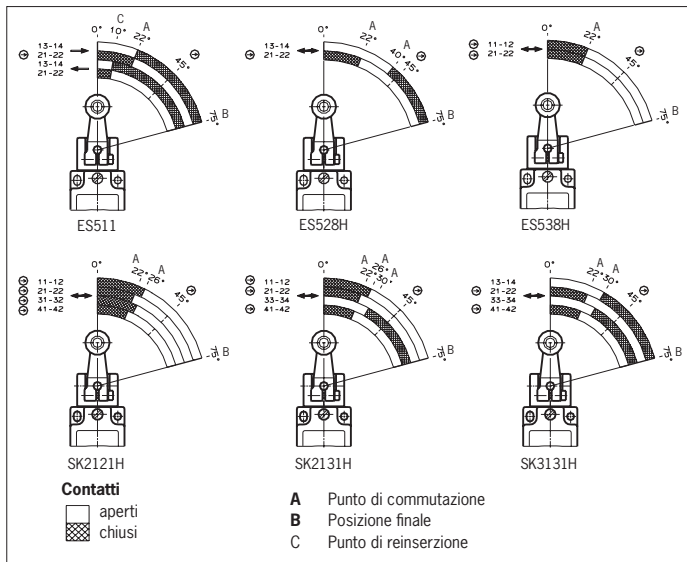 C A
0° 10° 22°
13-14
21-22
13-14
21-22
45°
B
75°
ES511
0°
13-14
21-22
A
22° 40° 45°
B
75°
ES528H
0°
11-12
21-22
A
22°
45°
B
75°
ES538H
0°
11-12
21-22
31-32
41-42
A A
22° 26°
45°
B
75°
SK2121H
0°
11-12
21-22
33-34
41-42
A A A
22° 26° 30°
45°
B
75°
SK2131H
0°
13-14
21-22
33-34
41-42
A A
22° 30°
45°
B
75°
SK3131H
Contatti
aperti
chiusi
A Punto di commutazione
B Posizione finale
C Punto di reinserzione